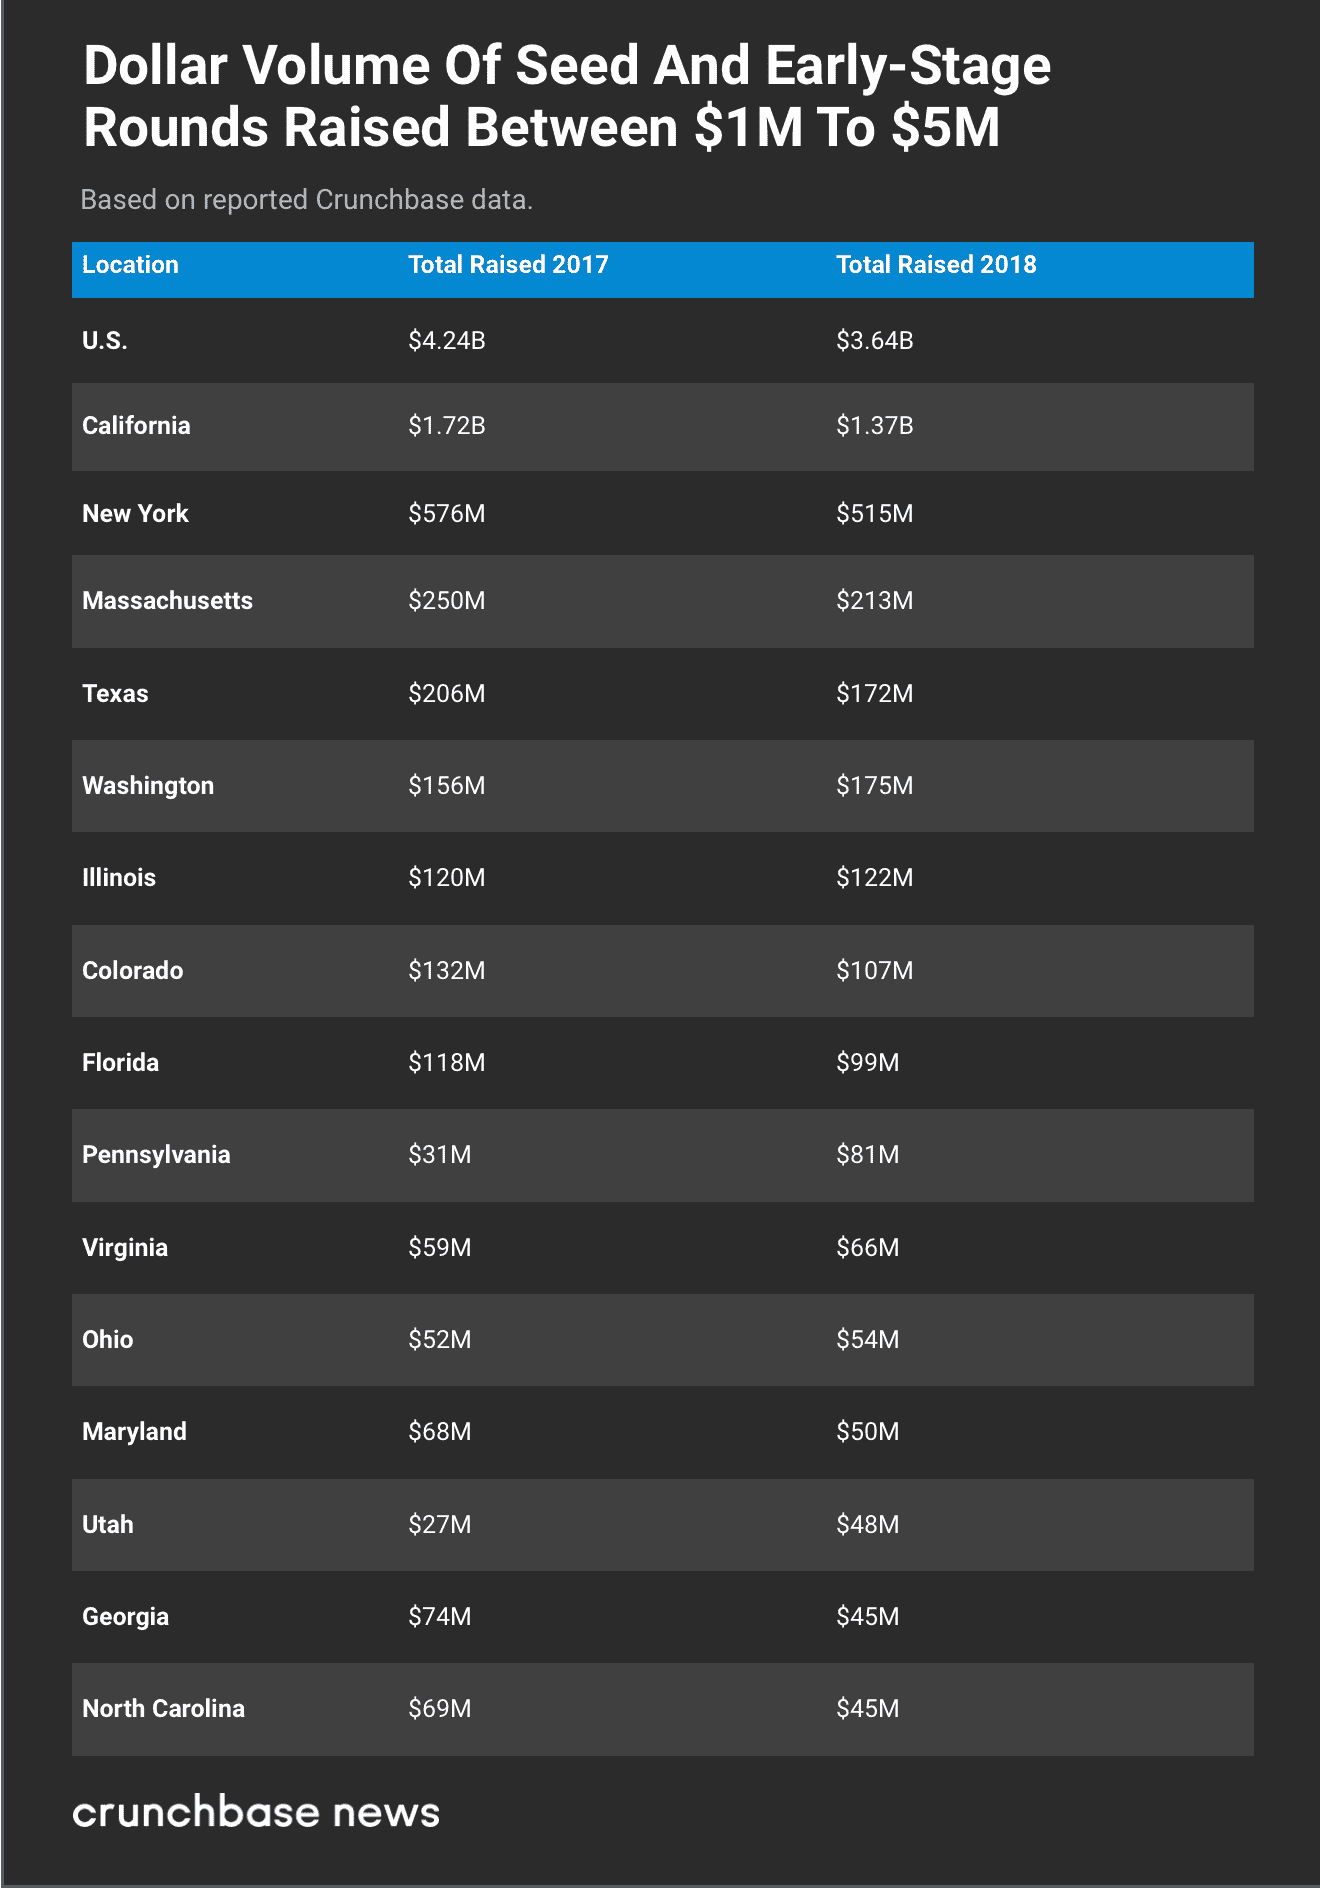 Dollar Volume Of Seed And Early-Stage
Rounds Raised Between $1M To $5M
Based on reported Crunchbase data.
Location Total Raised 2017 Total Raised 2018
U.S. $4.24B $3.64B
California $1.72B $1.37B
New York $576M $515M
Massachusetts $250M $213M
Texas $206M $172M
Washington $156M $175M
Illinois $120M $122M
Colorado $132M $107M
Florida $118M $99M
Pennsylvania $31M $81M
Virginia $59M $66M
Ohio $52M $54M
Maryland $68M $50M
Utah $27M $48M
Georgia $74M $45M
North Carolina $69M $45M
crunchbase news